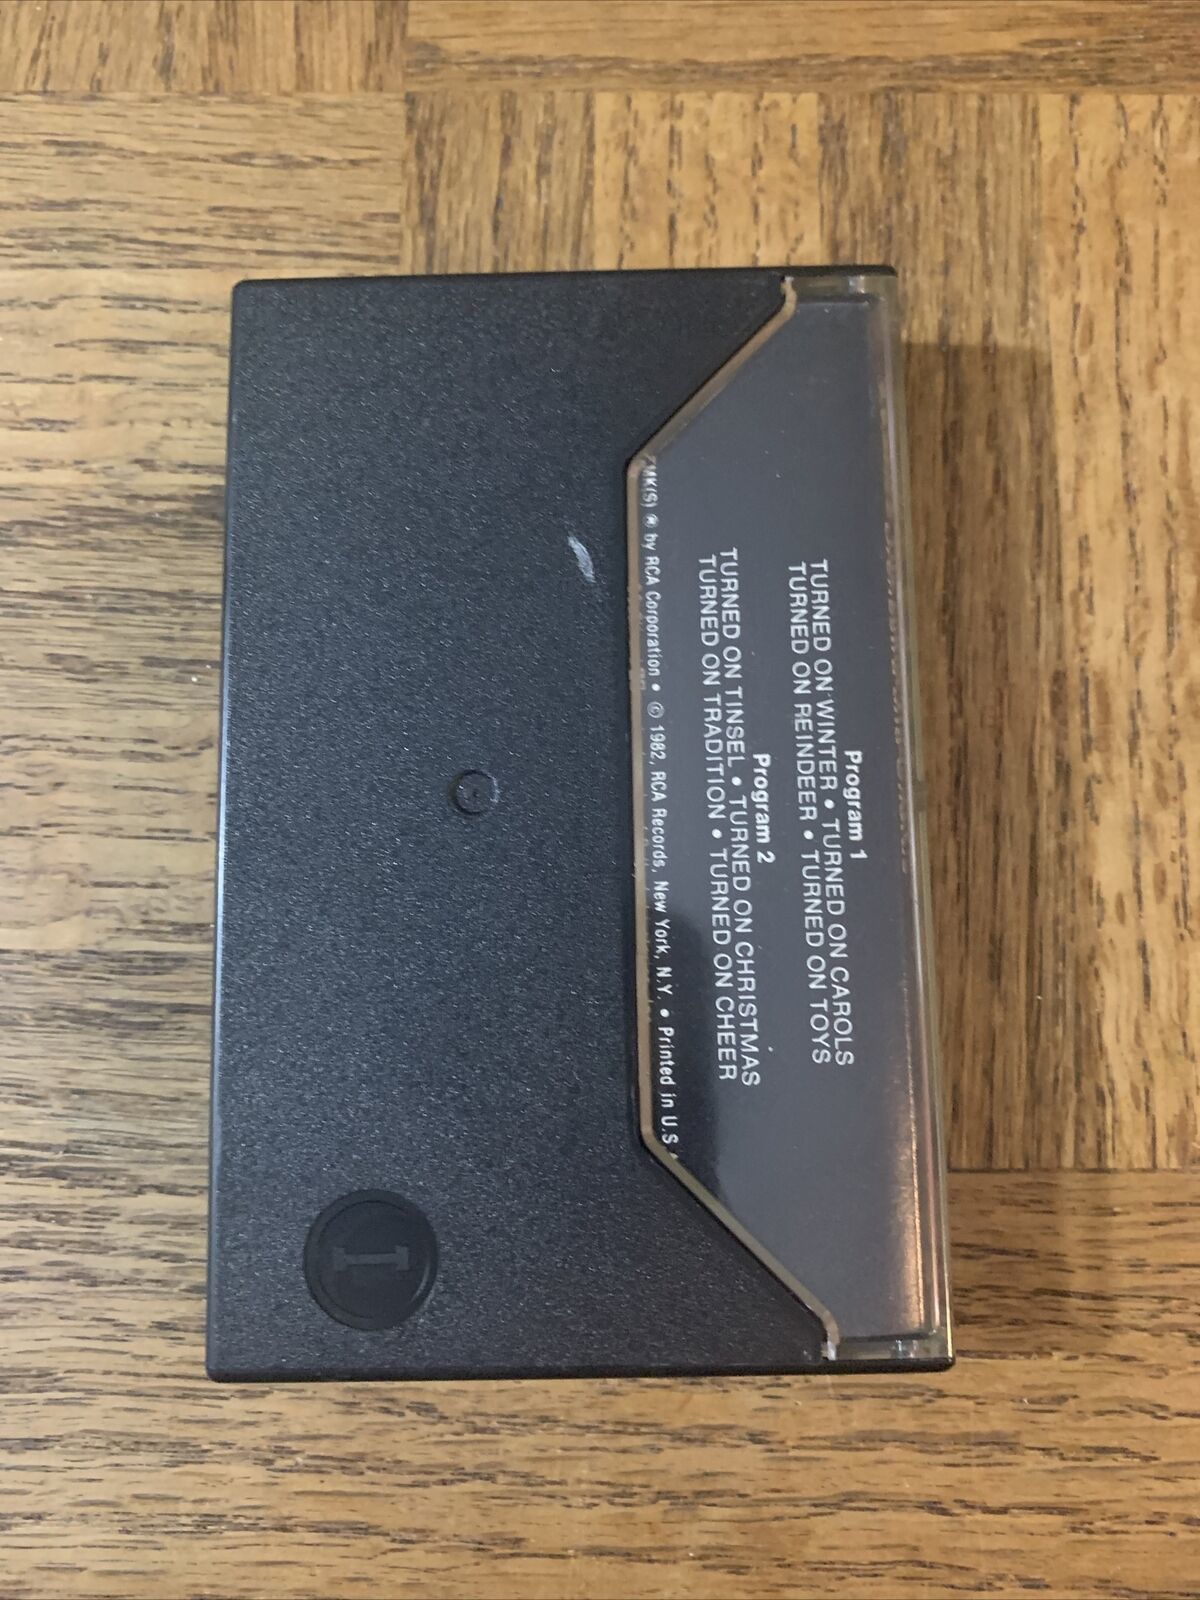 Program 1
TURNED ON WINTER • TURNED ON CAROLS
TURNED ON REINDEER • TURNED ON TOYS
Program 2
TURNED ON TINSEL • TURNED ON CHRISTMAS
TURNED ON TRADITION • TURNED ON CHEER
TMK(S) ® by RCA Corporation • © 1982, RCA Records, New York, N.Y. • Printed in U.S.
I